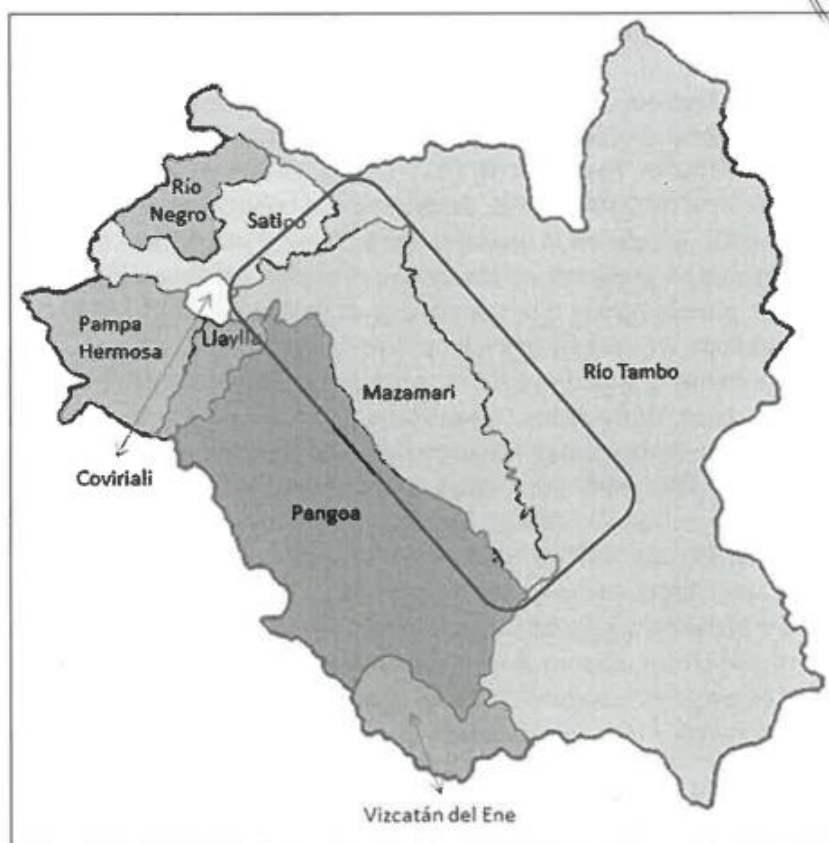 Río
Negro
Satipo
Pampa
Hermosa
Llaylla
Mazamari
Río Tambo
Coviriali
Pangoa
Vizcatán del Ene